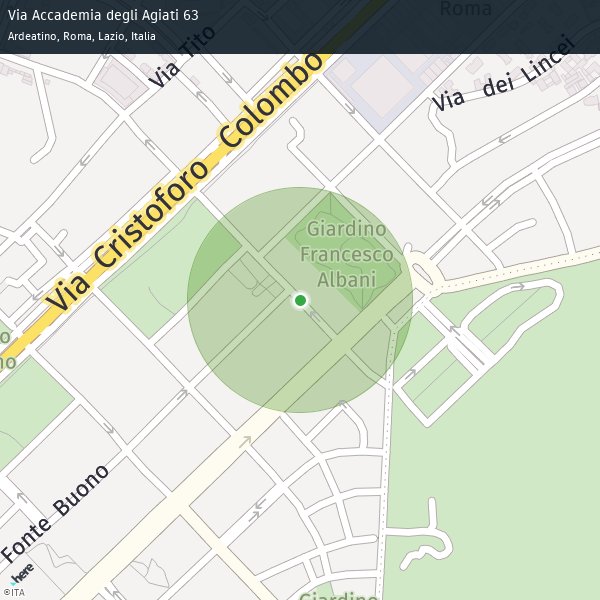 Via Accademia degli Agiati 63
Ardeatino, Roma, Lazio, Italia
Roma
Via Tito
Via dei Lincei
Via Cristoforo Colombo
Giardino
Francesco
Albani
Fonte Buono
here
©ITA
Giardino